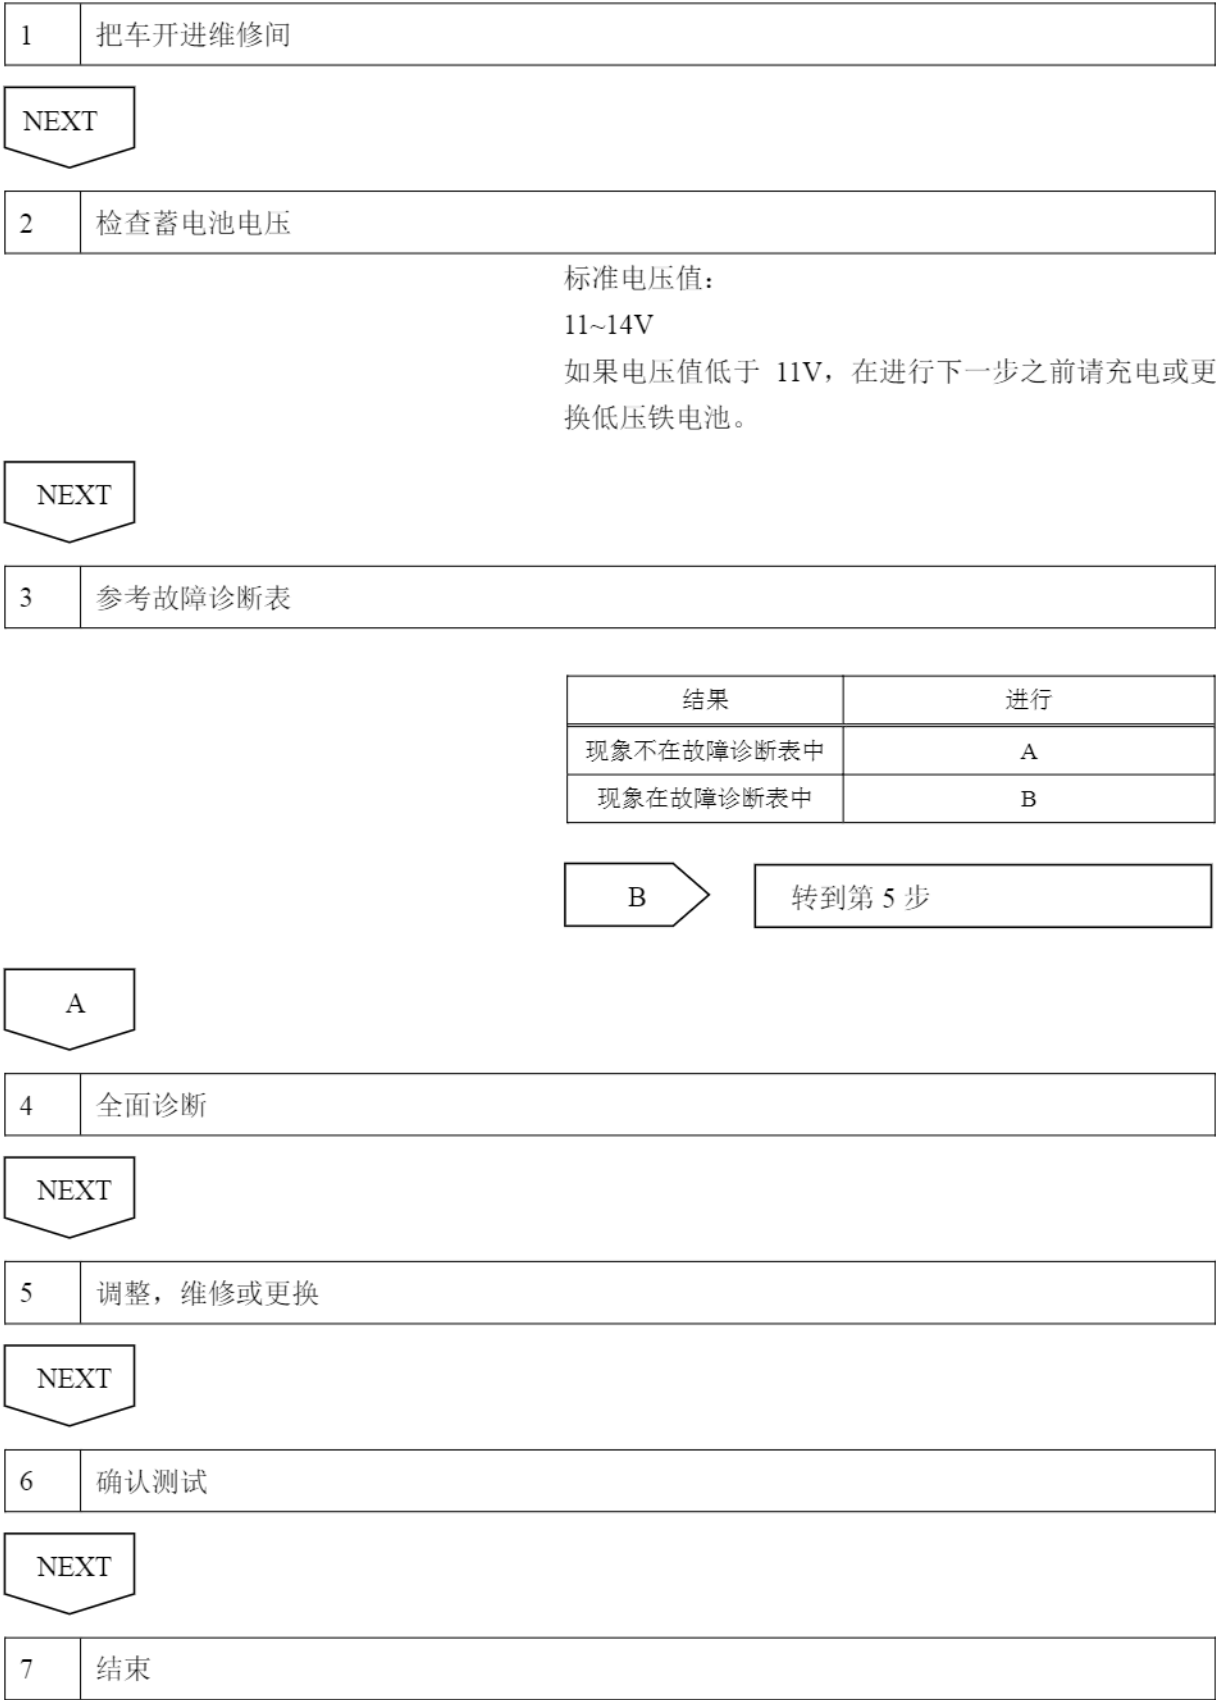 1 把车开进维修间
NEXT
2 检查蓄电池电压
标准电压值：
11~14V
如果电压值低于 11V，在进行下一步之前请充电或更
换低压铁电池。
NEXT
3 参考故障诊断表
结果 进行
现象不在故障诊断表中 A
现象在故障诊断表中 B
B 转到第 5 步
A
4 全面诊断
NEXT
5 调整，维修或更换
NEXT
6 确认测试
NEXT
7 结束